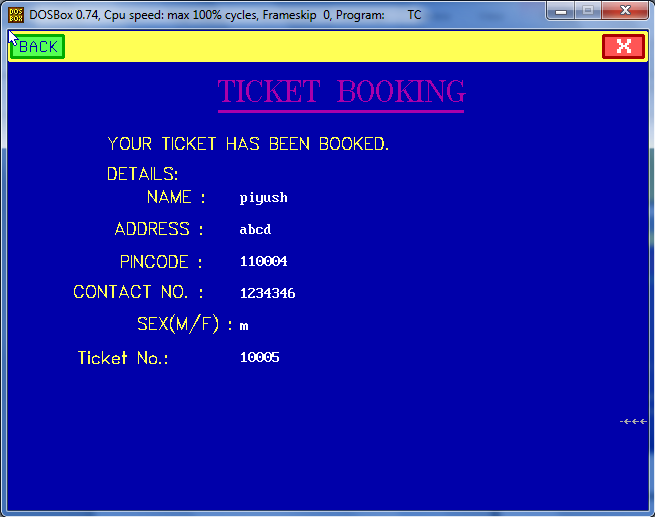 DOSBox 0.74, Cpu speed: max 100% cycles, Frameskip 0, Program: TC
BACK X
TICKET BOOKING
YOUR TICKET HAS BEEN BOOKED.
DETAILS:
NAME : piyush
ADDRESS : abcd
PINCODE : 110004
CONTACT NO. : 1234346
SEX(M/F) : m
Ticket No.: 10005
-←←←